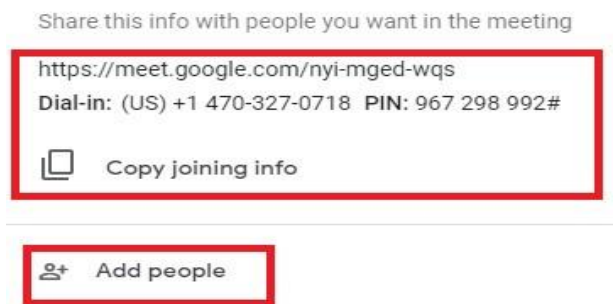 Share this info with people you want in the meeting
https://meet.google.com/nyi-mged-wqs
Dial-in: (US) +1 470-327-0718 PIN: 967 298 992#
Copy joining info
Add people